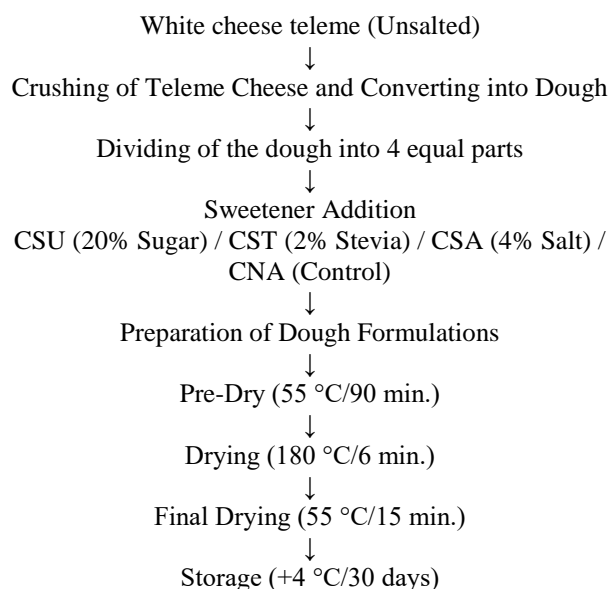 White cheese teleme (Unsalted)
↓
Crushing of Teleme Cheese and Converting into Dough
↓
Dividing of the dough into 4 equal parts
↓
Sweetener Addition
CSU (20% Sugar) / CST (2% Stevia) / CSA (4% Salt) /
CNA (Control)
↓
Preparation of Dough Formulations
↓
Pre-Dry (55 °C/90 min.)
↓
Drying (180 °C/6 min.)
↓
Final Drying (55 °C/15 min.)
↓
Storage (+4 °C/30 days)